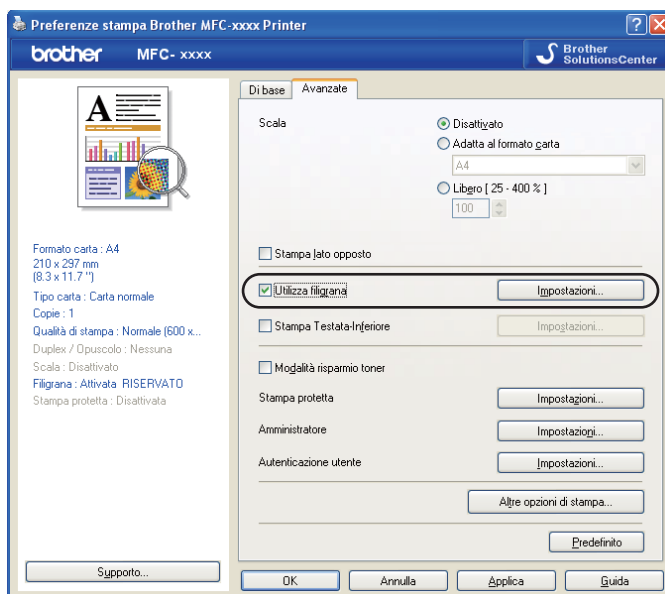 Preferenze stampa Brother MFC-xxxx Printer
brother MFC- xxxx
Brother
SolutionsCenter
Di base
Avanzate
Scala
Disattivato
Adatta al formato carta
A4
Libero [ 25 - 400 % ]
100
Stampa lato opposto
Utilizza filigrana
Impostazioni...
Stampa Testata-Inferiore
Impostazioni...
Modalità risparmio toner
Stampa protetta
Impostazioni...
Amministratore
Impostazioni...
Autenticazione utente
Impostazioni...
Altre opzioni di stampa...
Predefinito
A
Formato carta : A4
210 x 297 mm
(8.3 x 11.7 ")
Tipo carta : Carta normale
Copie : 1
Qualità di stampa : Normale (600 x...
Duplex / Opuscolo : Nessuna
Scala : Disattivato
Filigrana : Attivata RISERVATO
Stampa protetta : Disattivata
Supporto...
OK
Annulla
Applica
Guida